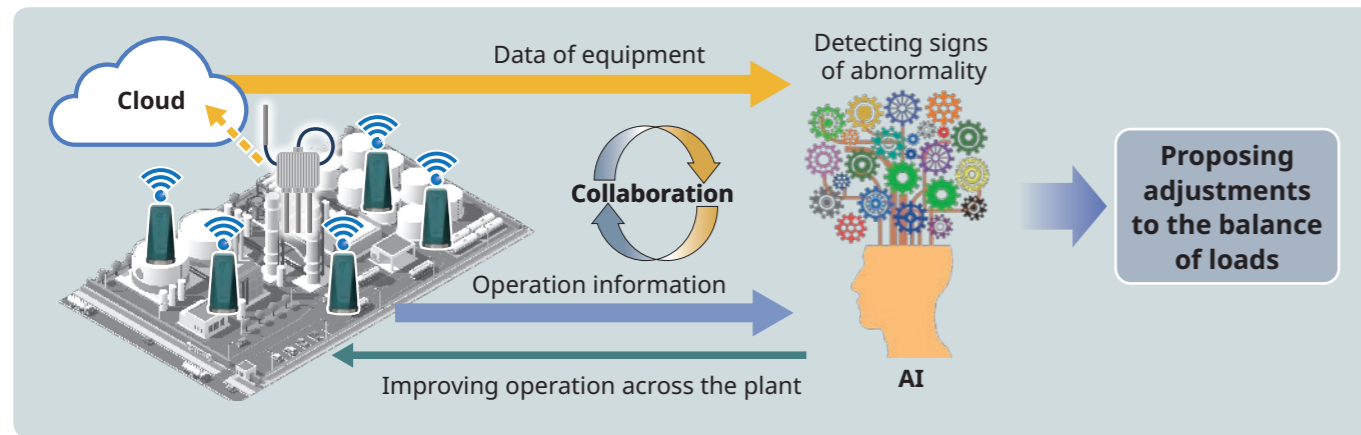 Data of equipment
Detecting signs
of abnormality
Cloud
Collaboration
Proposing
adjustments
to the balance
of loads
Operation information
Improving operation across the plant
AI